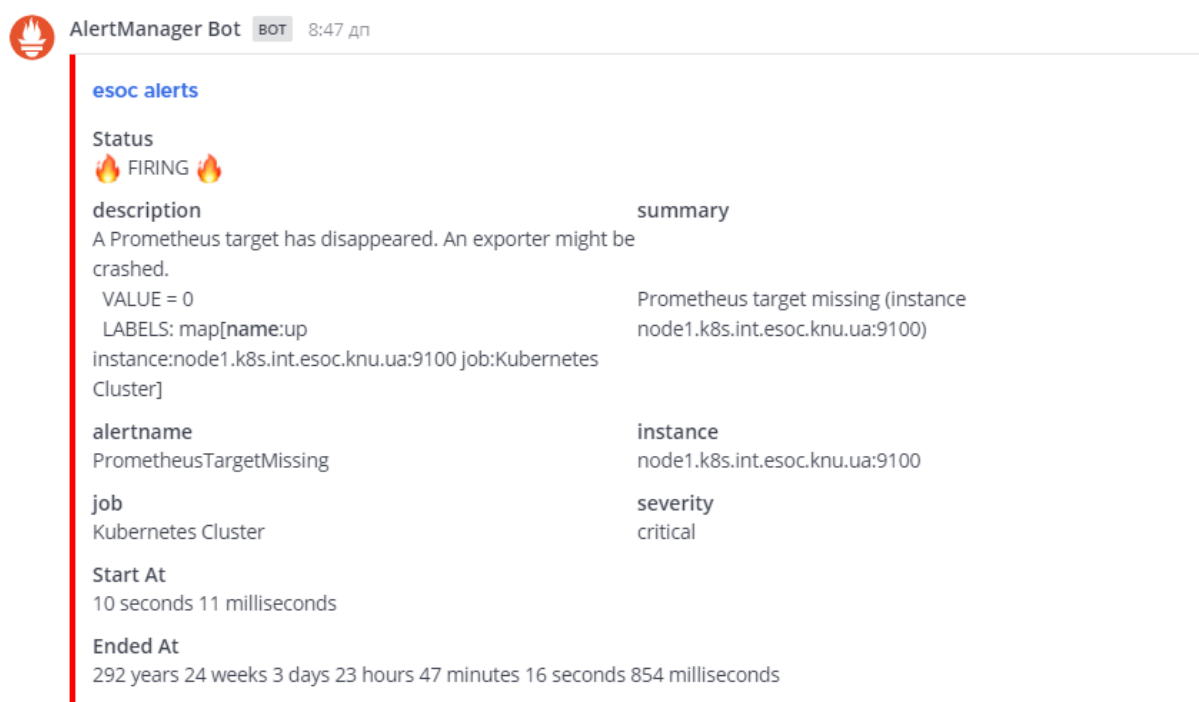 AlertManager Bot BOT 8:47 дп
esoc alerts
Status
🔥 FIRING 🔥
description
A Prometheus target has disappeared. An exporter might be
crashed.
VALUE = 0
LABELS: map[name:up
instance:node1.k8s.int.esoc.knu.ua:9100 job:Kubernetes
Cluster]
summary
Prometheus target missing (instance
node1.k8s.int.esoc.knu.ua:9100)
alertname
PrometheusTargetMissing
instance
node1.k8s.int.esoc.knu.ua:9100
job
Kubernetes Cluster
severity
critical
Start At
10 seconds 11 milliseconds
Ended At
292 years 24 weeks 3 days 23 hours 47 minutes 16 seconds 854 milliseconds